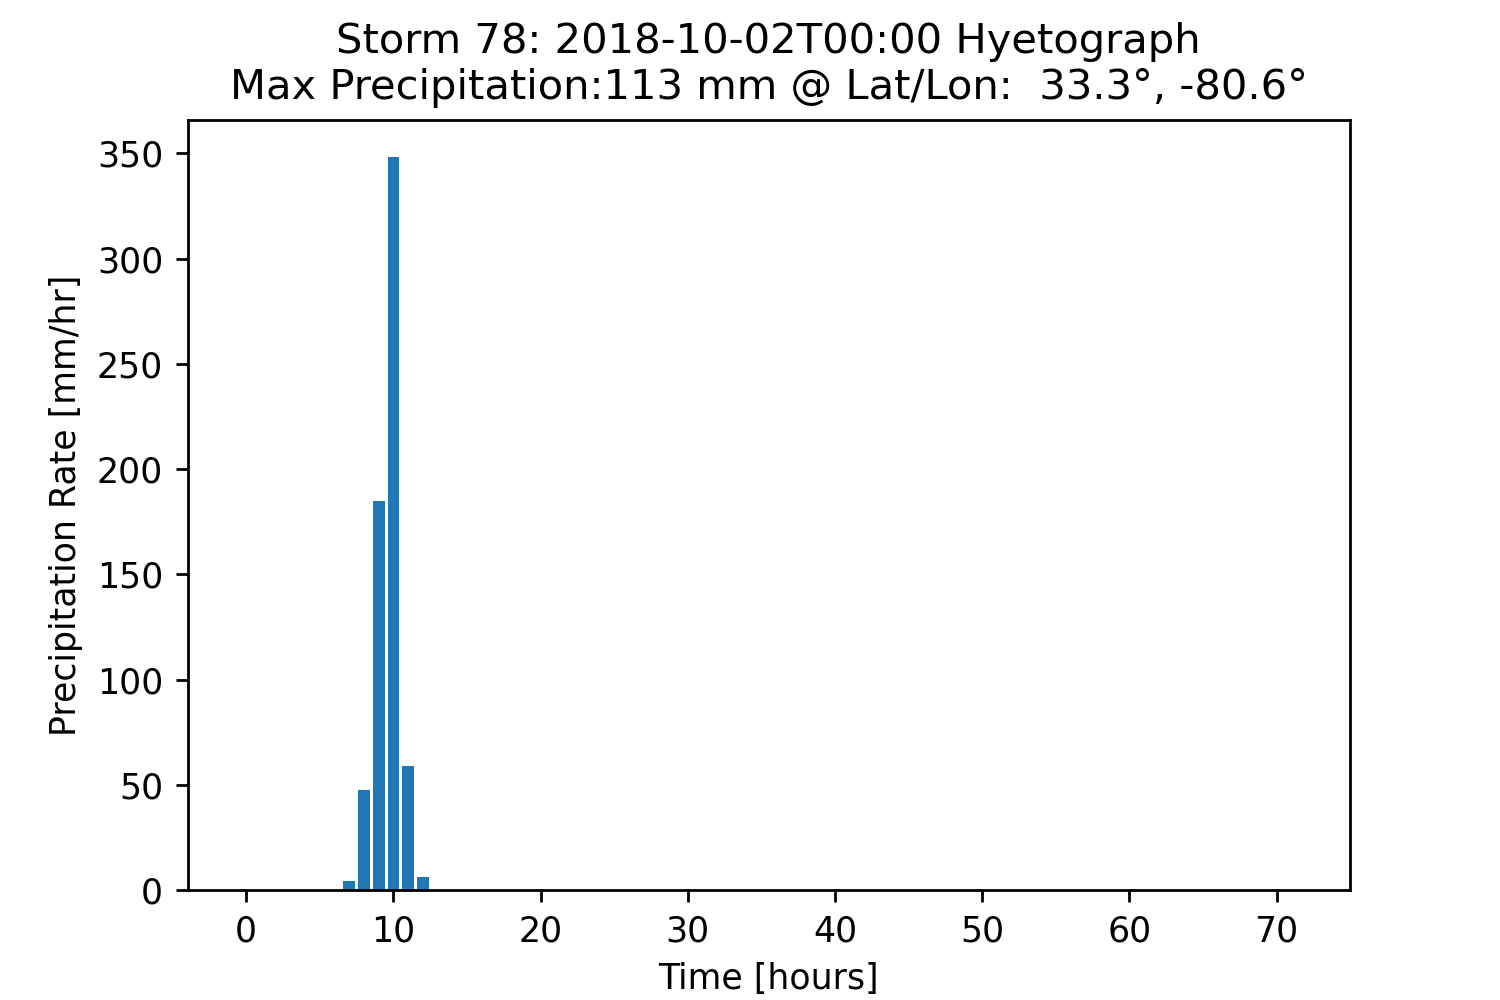 Storm 78: 2018-10-02T00:00 Hyetograph
Max Precipitation:113 mm @ Lat/Lon:  33.3°, -80.6°
Precipitation Rate [mm/hr]
350
300
250
200
150
100
50
0
0 10 20 30 40 50 60 70
Time [hours]